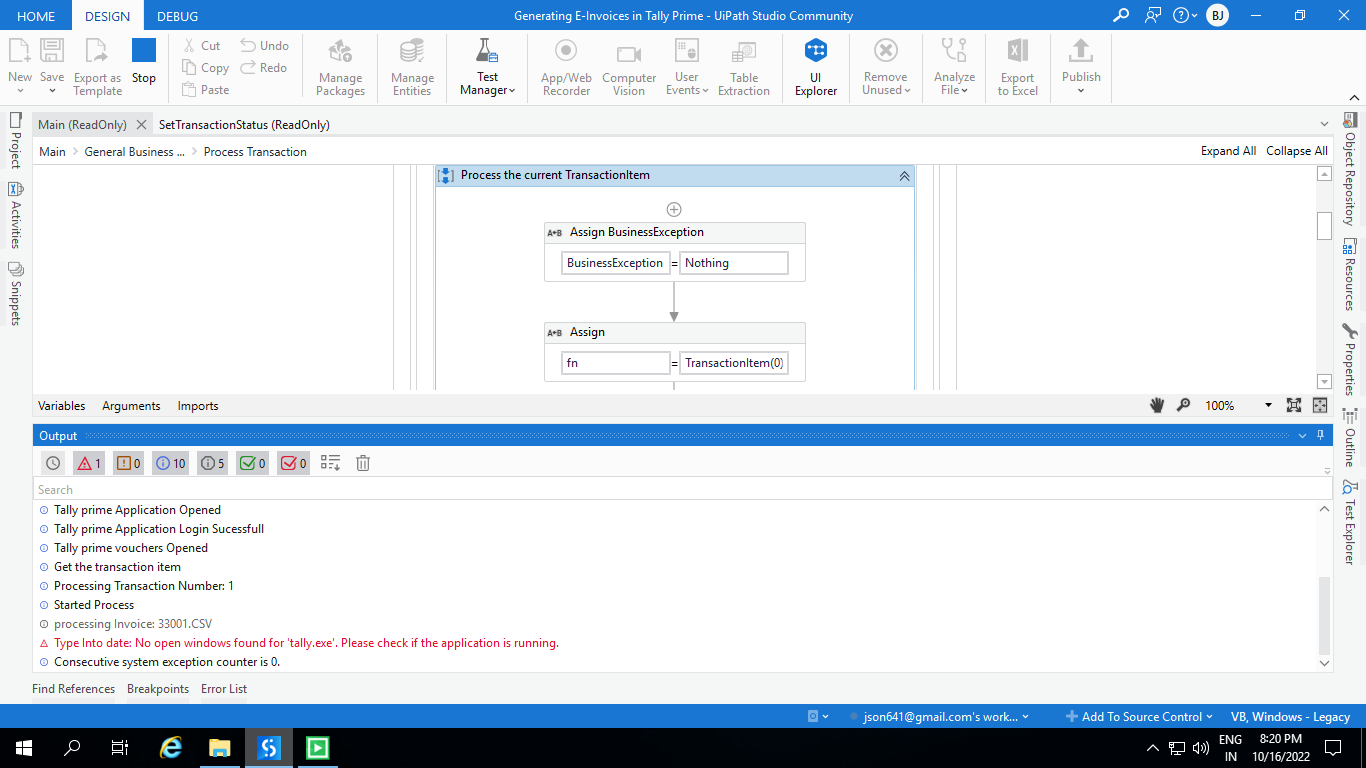 HOME DESIGN DEBUG Generating E-Invoices in Tally Prime - UiPath Studio Community BJ
New Save Export as Template Stop Cut Copy Paste Undo Redo Manage Packages Manage Entities Test Manager App/Web Recorder Computer Vision User Events Table Extraction UI Explorer Remove Unused Analyze File Export to Excel Publish
Main (ReadOnly) SetTransactionStatus (ReadOnly)
Main General Business ... Process Transaction Expand All Collapse All
Project
Activities
Snippets
Process the current TransactionItem
A+B Assign BusinessException
BusinessException = Nothing
A+B Assign
fn = TransactionItem(0)
Object Repository
Resources
Properties
Outline
Test Explorer
Variables Arguments Imports 100%
Output
1 0 10 5 0 0
Search
Tally prime Application Opened
Tally prime Application Login Sucessfull
Tally prime vouchers Opened
Get the transaction item
Processing Transaction Number: 1
Started Process
processing Invoice: 33001.CSV
Type Into date: No open windows found for 'tally.exe'. Please check if the application is running.
Consecutive system exception counter is 0.
Find References Breakpoints Error List
json641@gmail.com's work... Add To Source Control VB, Windows - Legacy
ENG 8:20 PM
IN 10/16/2022